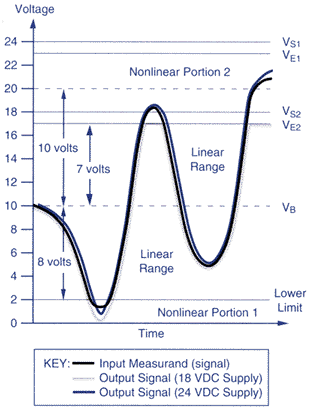 Voltage
24
22
20
18
16
14
12
10
8
6
4
2
0
VS1
VE1
Nonlinear Portion 2
VS2
VE2
10 volts
7 volts
Linear
Range
VB
8 volts
Linear
Range
Lower
Limit
Nonlinear Portion 1
Time
KEY: Input Measurand (signal)
Output Signal (18 VDC Supply)
Output Signal (24 VDC Supply)